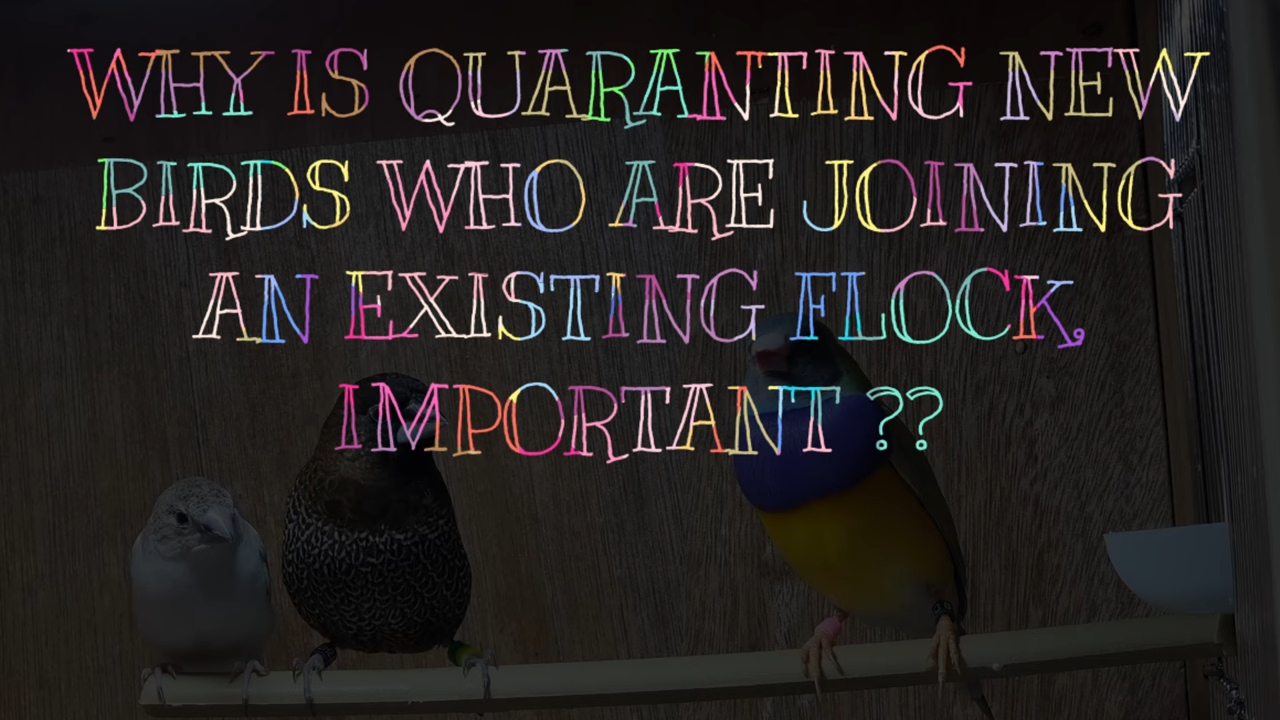 WHY IS QUARANTING NEW
BIRDS WHO ARE JOINING
AN EXISTING FLOCK
IMPORTANT ??